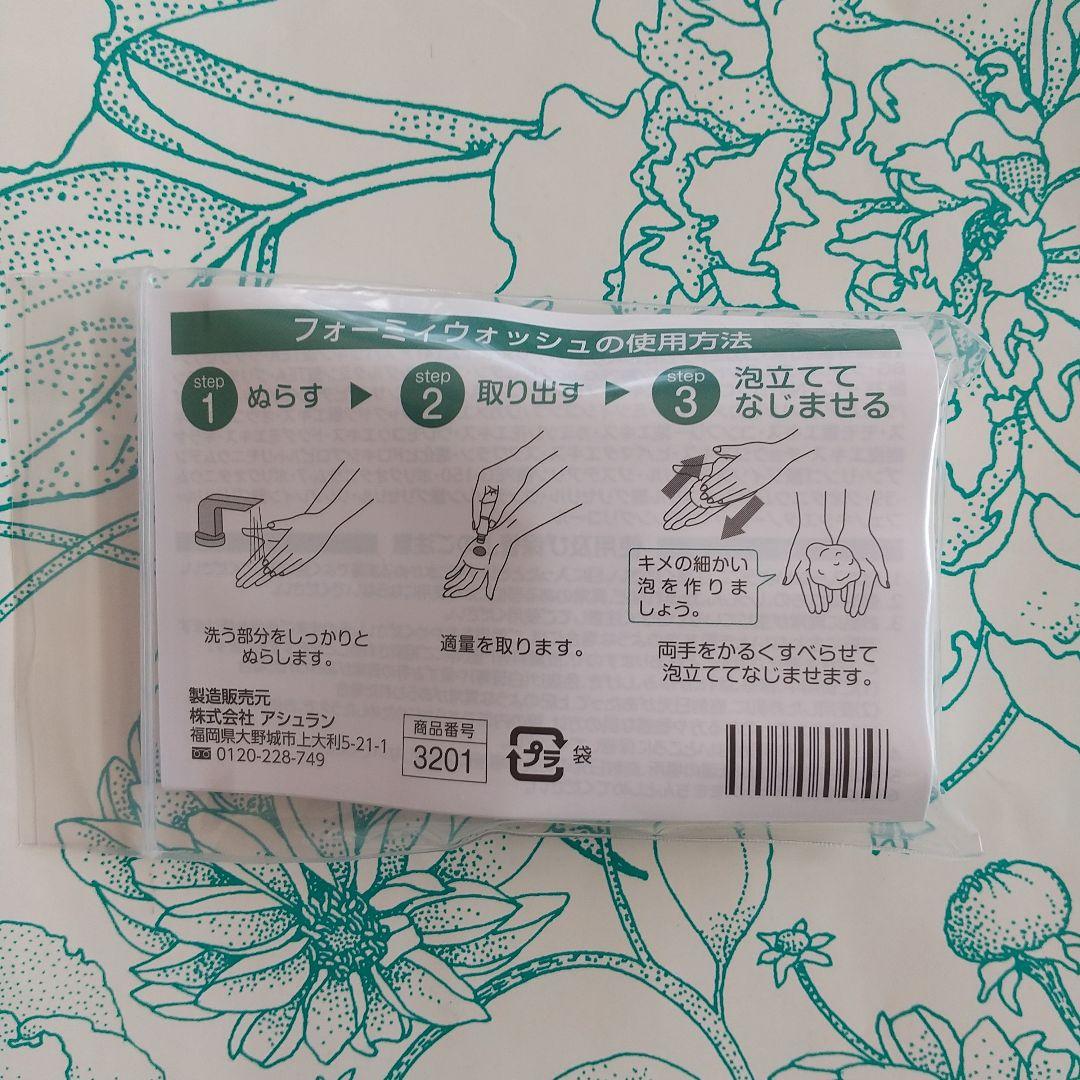 フォーミィウォッシュの使用方法
step 1 ぬらす ▶ step 2 取り出す ▶ step 3 泡立てて
なじませる
キメの細かい
泡を作りま
しょう。
洗う部分をしっかりと
ぬらします。
適量を取ります。
両手をかるくすべらせて
泡立ててなじませます。
製造販売元
株式会社 アシュラン
福岡県大野城市上大利5-21-1
0120-228-749
商品番号
3201
プラ 袋